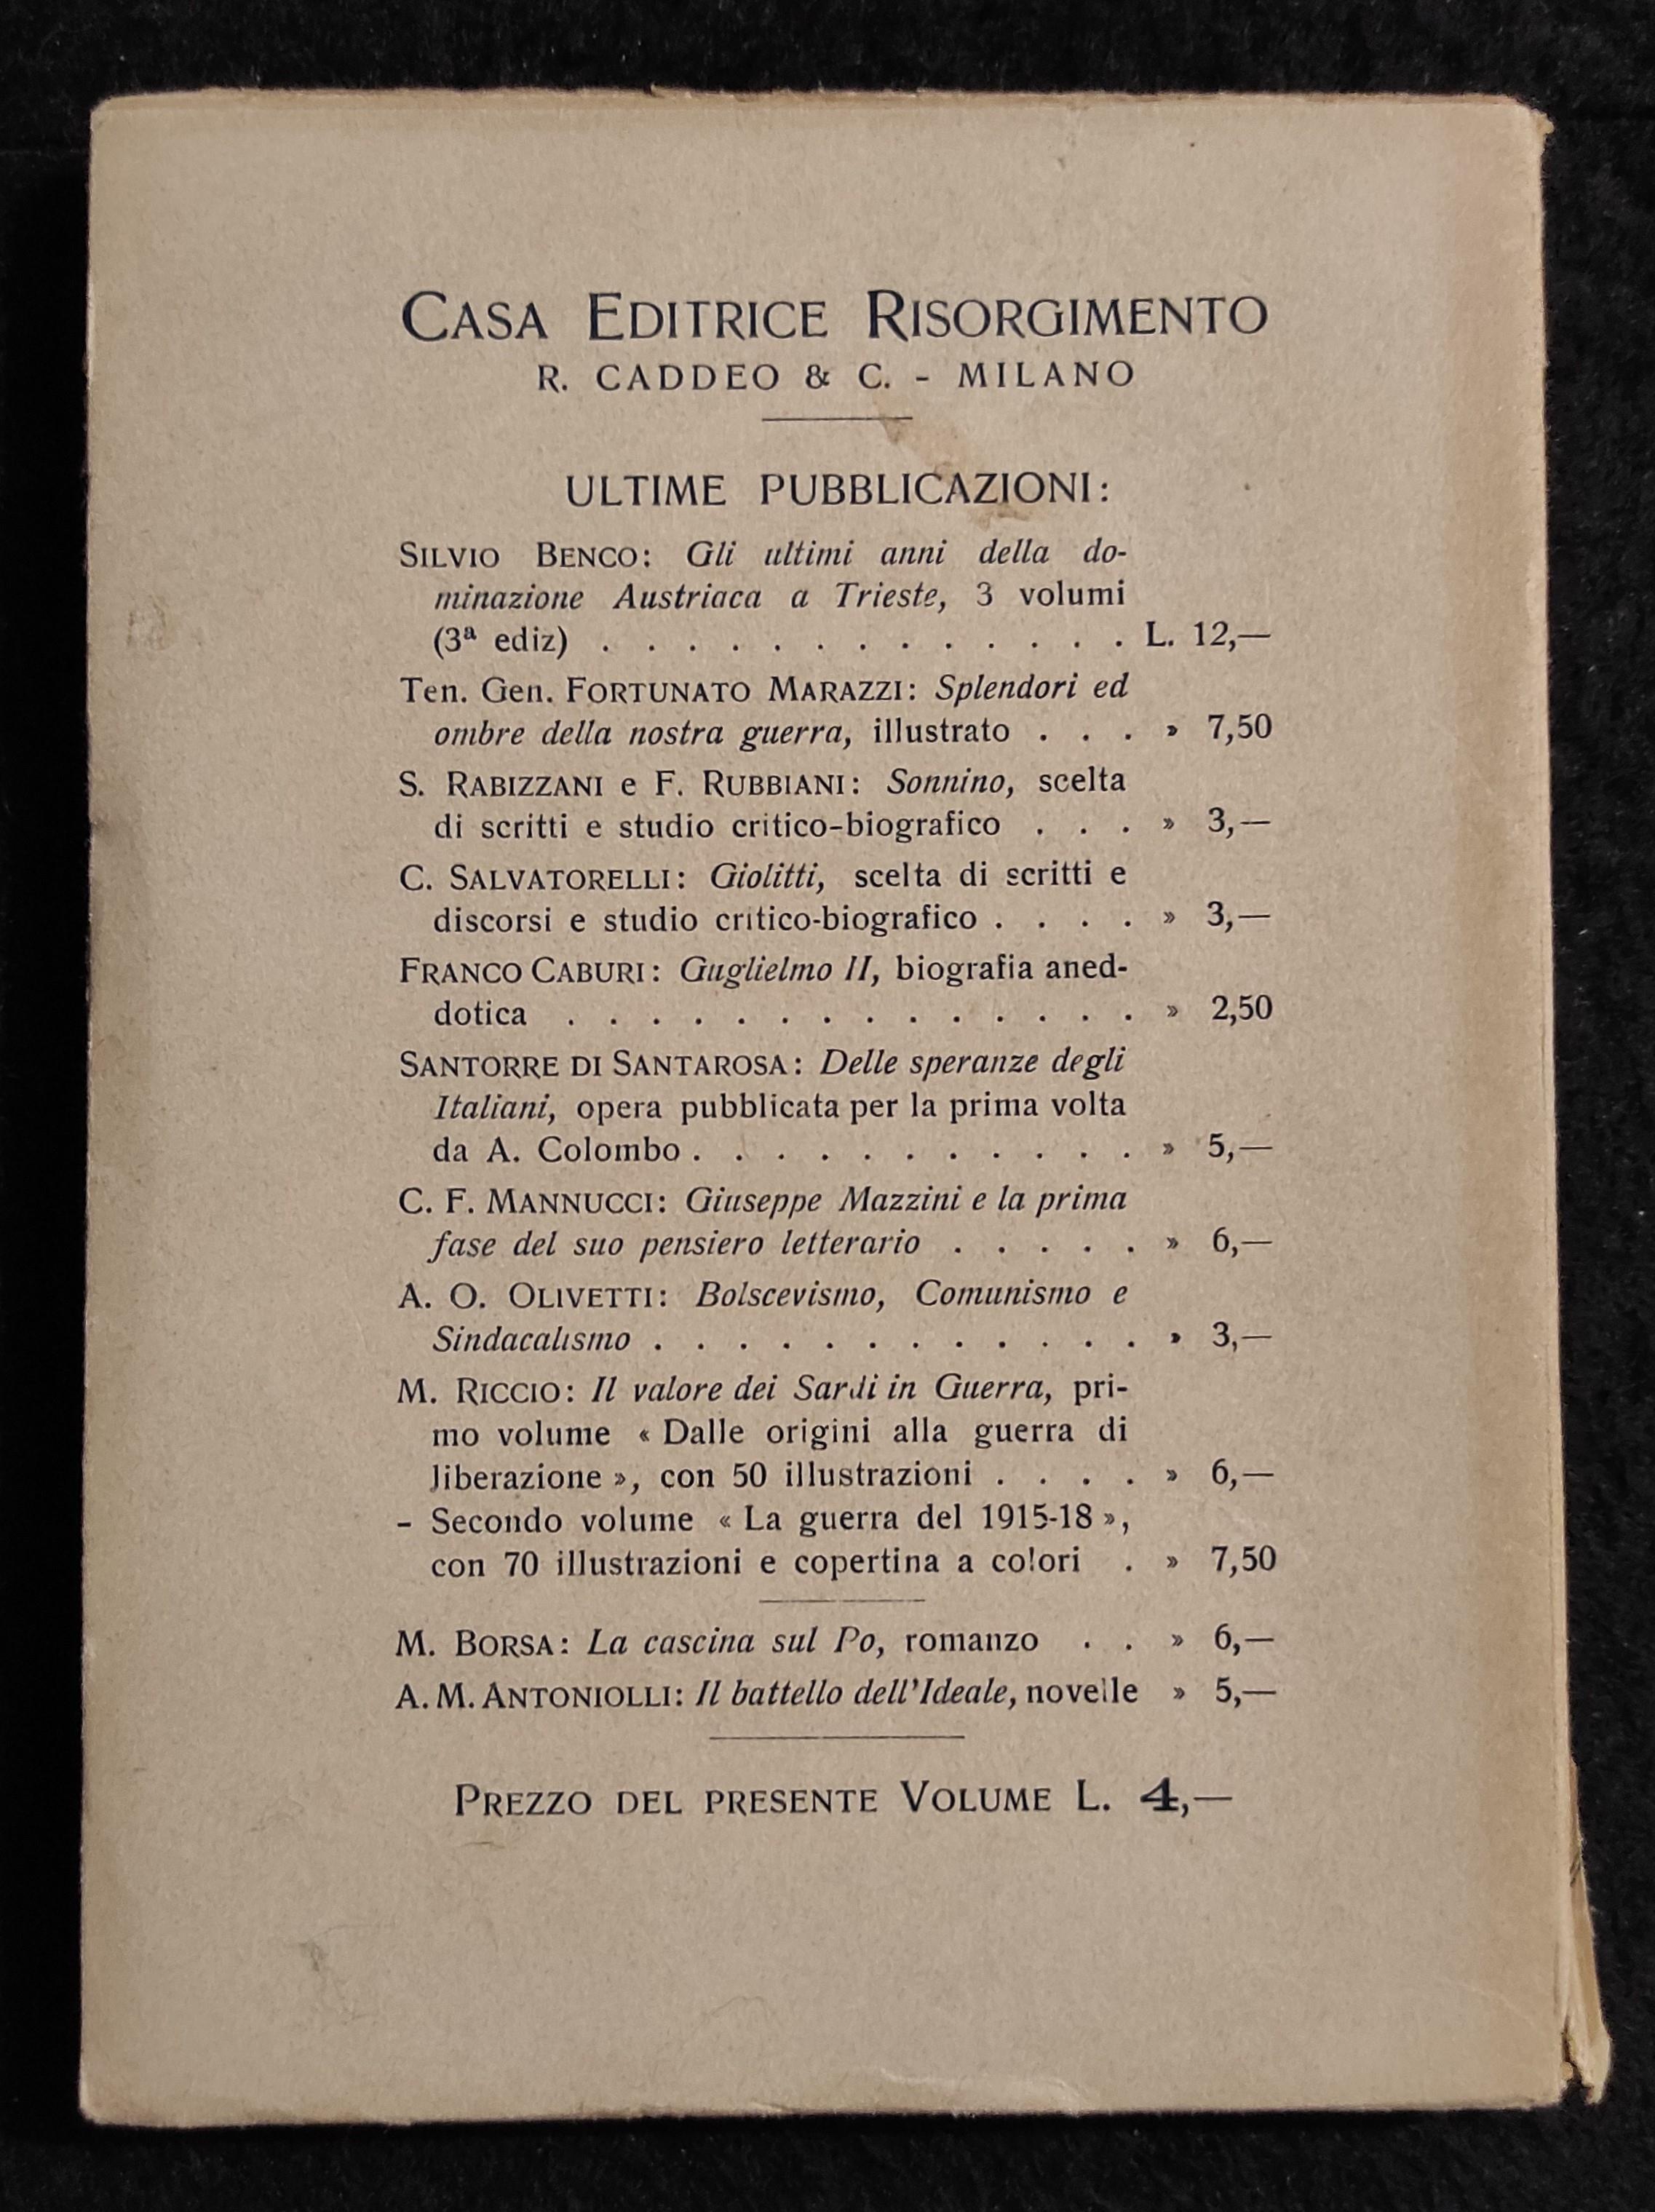 CASA EDITRICE RISORGIMENTO
R. CADDEO & C. - MILANO
ULTIME PUBBLICAZIONI:
SILVIO BENCO: Gli ultimi anni della do-
minazione Austriaca a Trieste, 3 volumi
(3ª ediz) . . . . . . . . . . . . . L. 12,—
Ten. Gen. FORTUNATO MARAZZI: Splendori ed
ombre della nostra guerra, illustrato . . . » 7,50
S. RABIZZANI e F. RUBBIANI: Sonnino, scelta
di scritti e studio critico-biografico . . . » 3,—
C. SALVATORELLI: Giolitti, scelta di scritti e
discorsi e studio critico-biografico . . . . » 3,—
FRANCO CABURI: Guglielmo II, biografia aned-
dotica . . . . . . . . . . . . . . » 2,50
SANTORRE DI SANTAROSA: Delle speranze degli
Italiani, opera pubblicata per la prima volta
da A. Colombo . . . . . . . . . . . » 5,—
C. F. MANNUCCI: Giuseppe Mazzini e la prima
fase del suo pensiero letterario . . . . . » 6,—
A. O. OLIVETTI: Bolscevismo, Comunismo e
Sindacalismo . . . . . . . . . . . . » 3,—
M. RICCIO: Il valore dei Sardi in Guerra, pri-
mo volume « Dalle origini alla guerra di
liberazione », con 50 illustrazioni . . . . » 6,—
- Secondo volume « La guerra del 1915-18 »,
con 70 illustrazioni e copertina a colori . » 7,50
M. BORSA: La cascina sul Po, romanzo . . » 6,—
A. M. ANTONIOLLI: Il battello dell'Ideale, novelle » 5,—
PREZZO DEL PRESENTE VOLUME L. 4,—